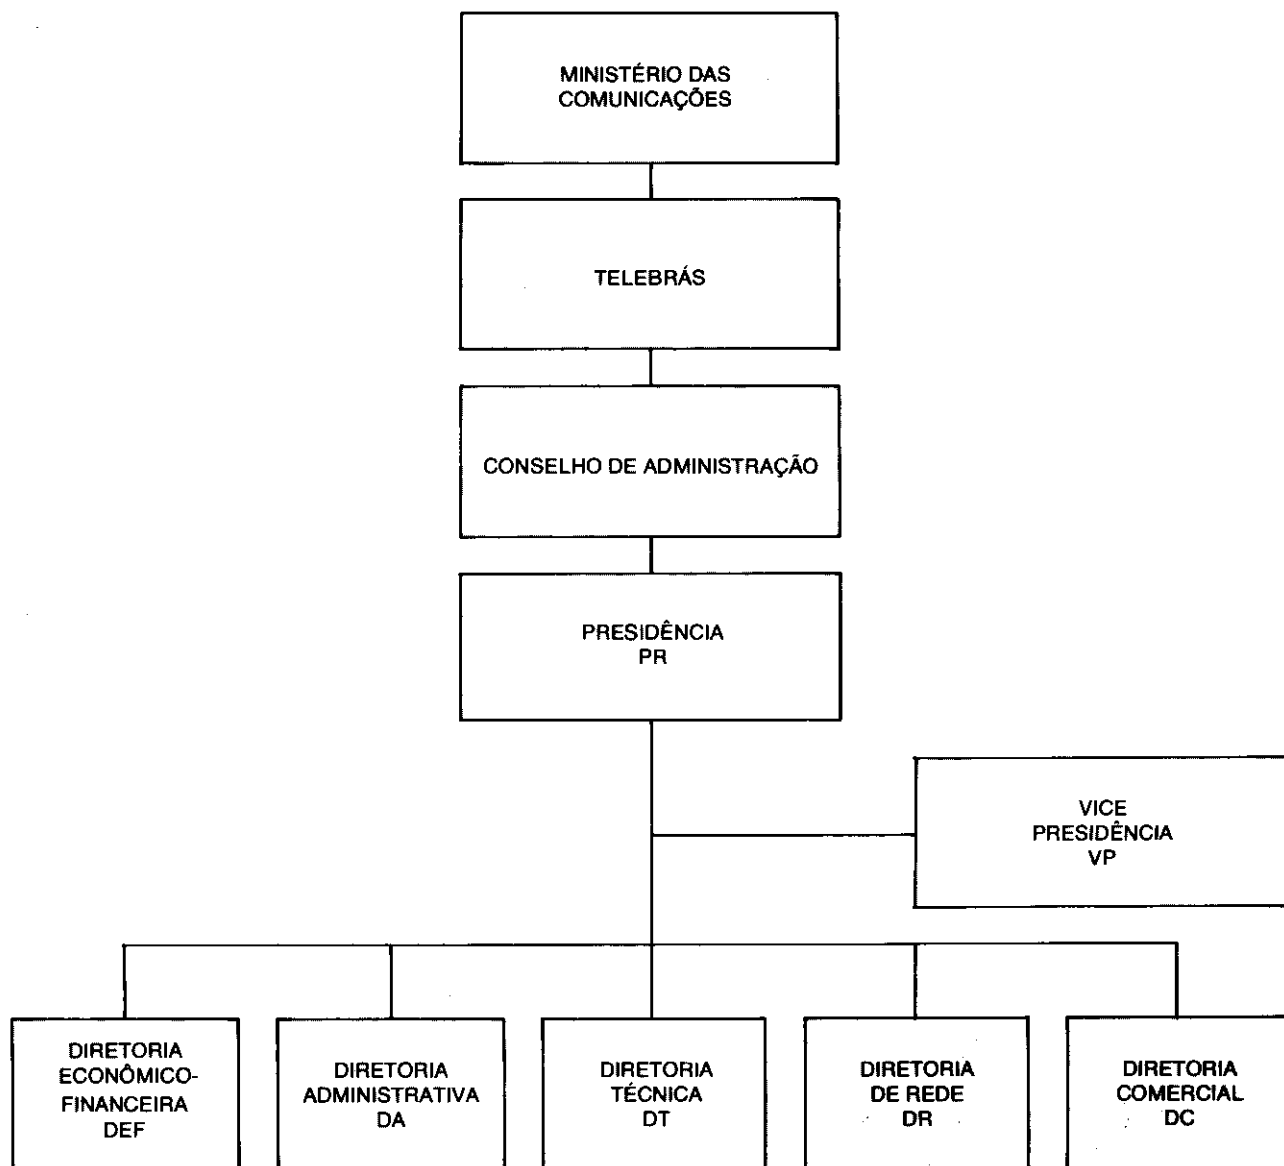 MINISTÉRIO DAS
COMUNICAÇÕES
TELEBRÁS
CONSELHO DE ADMINISTRAÇÃO
PRESIDÊNCIA
PR
VICE
PRESIDÊNCIA
VP
DIRETORIA
ECONÔMICO-
FINANCEIRA
DEF
DIRETORIA
ADMINISTRATIVA
DA
DIRETORIA
TÉCNICA
DT
DIRETORIA
DE REDE
DR
DIRETORIA
COMERCIAL
DC